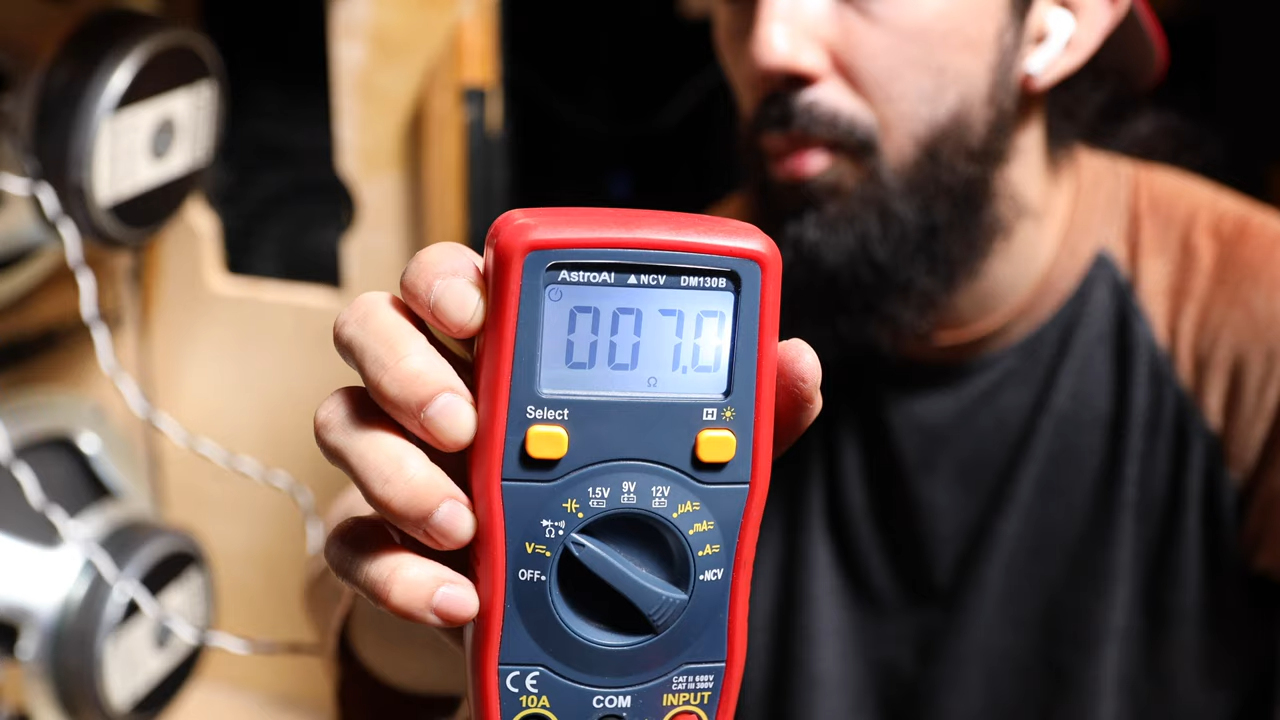 AstroAI ▲NCV DM130B
007.0
Ω
Select H
1.5V 9V 12V
µA
mA
Ω
V A
OFF NCV
CE CAT II 600V
CAT III 300V
10A COM INPUT